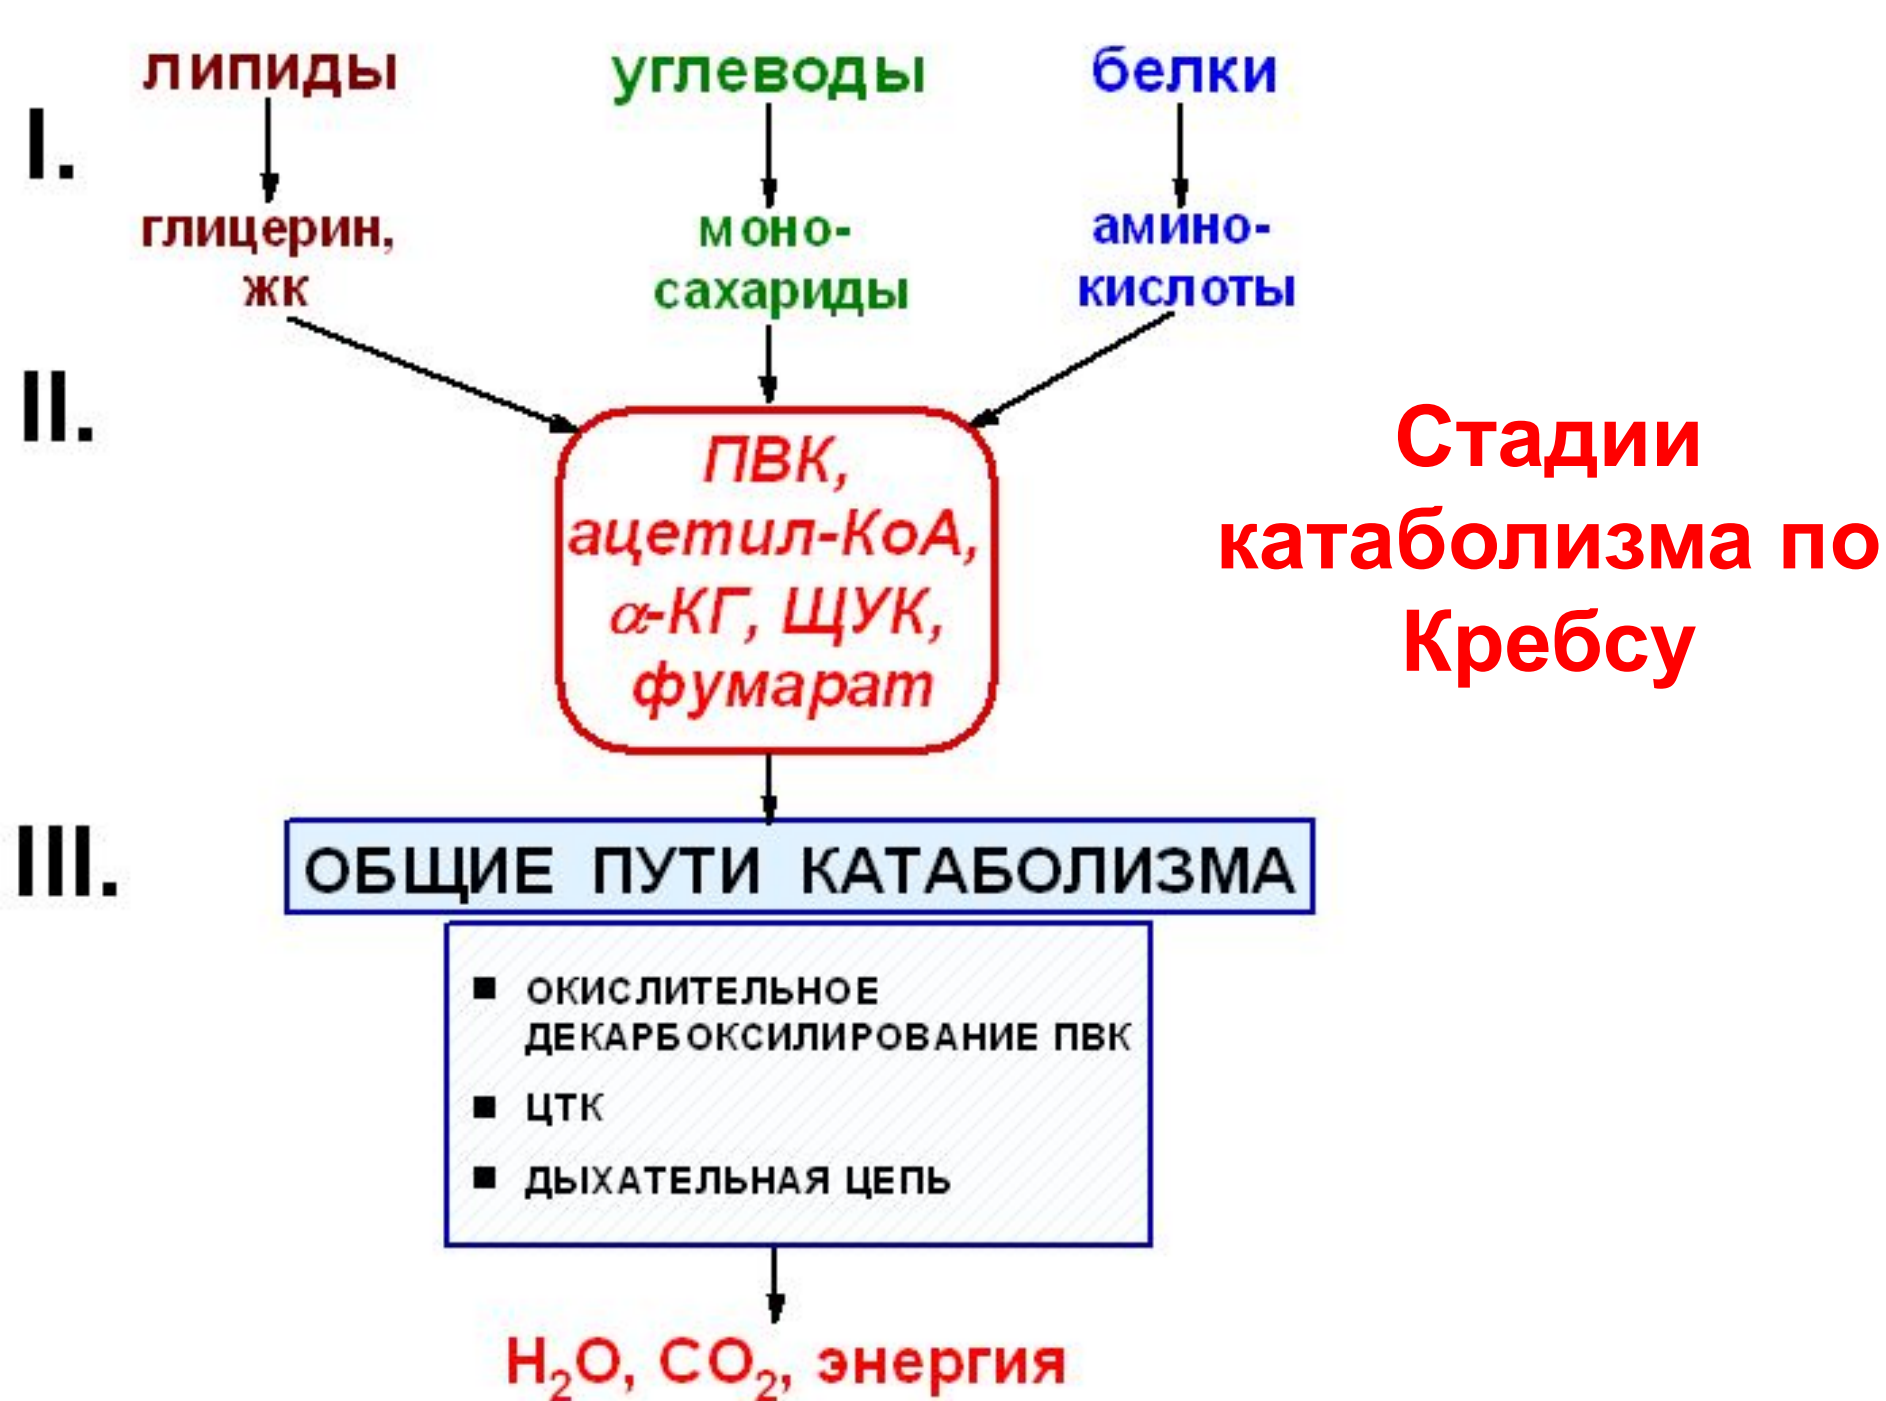 липиды углеводы белки
I.
глицерин, моно- амино-
жк сахариды кислоты
II.
ПВК,
ацетил-КоА,
α-КГ, ЩУК,
фумарат
Стадии
катаболизма по
Кребсу
III.
ОБЩИЕ ПУТИ КАТАБОЛИЗМА
▪ ОКИСЛИТЕЛЬНОЕ
ДЕКАРБОКСИЛИРОВАНИЕ ПВК
▪ ЦТК
▪ ДЫХАТЕЛЬНАЯ ЦЕПЬ
H₂O, CO₂, энергия